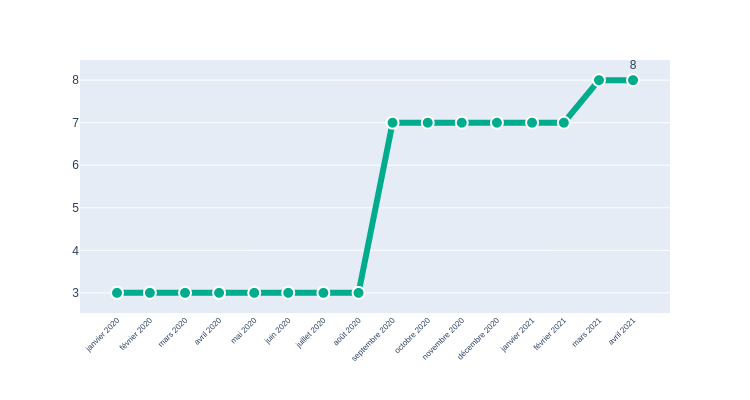 8
8
7
6
5
4
3
janvier 2020
février 2020
mars 2020
avril 2020
mai 2020
juin 2020
juillet 2020
août 2020
septembre 2020
octobre 2020
novembre 2020
décembre 2020
janvier 2021
février 2021
mars 2021
avril 2021